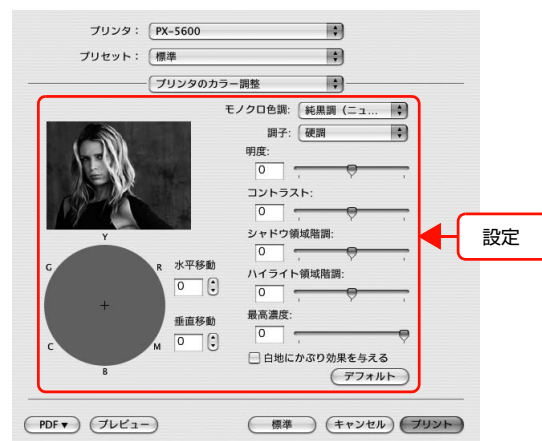 プリンタ： PX-5600
プリセット： 標準
プリンタのカラー調整
モノクロ色調: 純黒調（ニュ...
調子: 硬調
明度:
0
コントラスト:
0
シャドウ領域階調:
0
ハイライト領域階調:
0
最高濃度:
0
白地にかぶり効果を与える
デフォルト
Y
G
R
C
M
B
水平移動
0
垂直移動
0
設定
PDF▼
プレビュー
標準
キャンセル
プリント